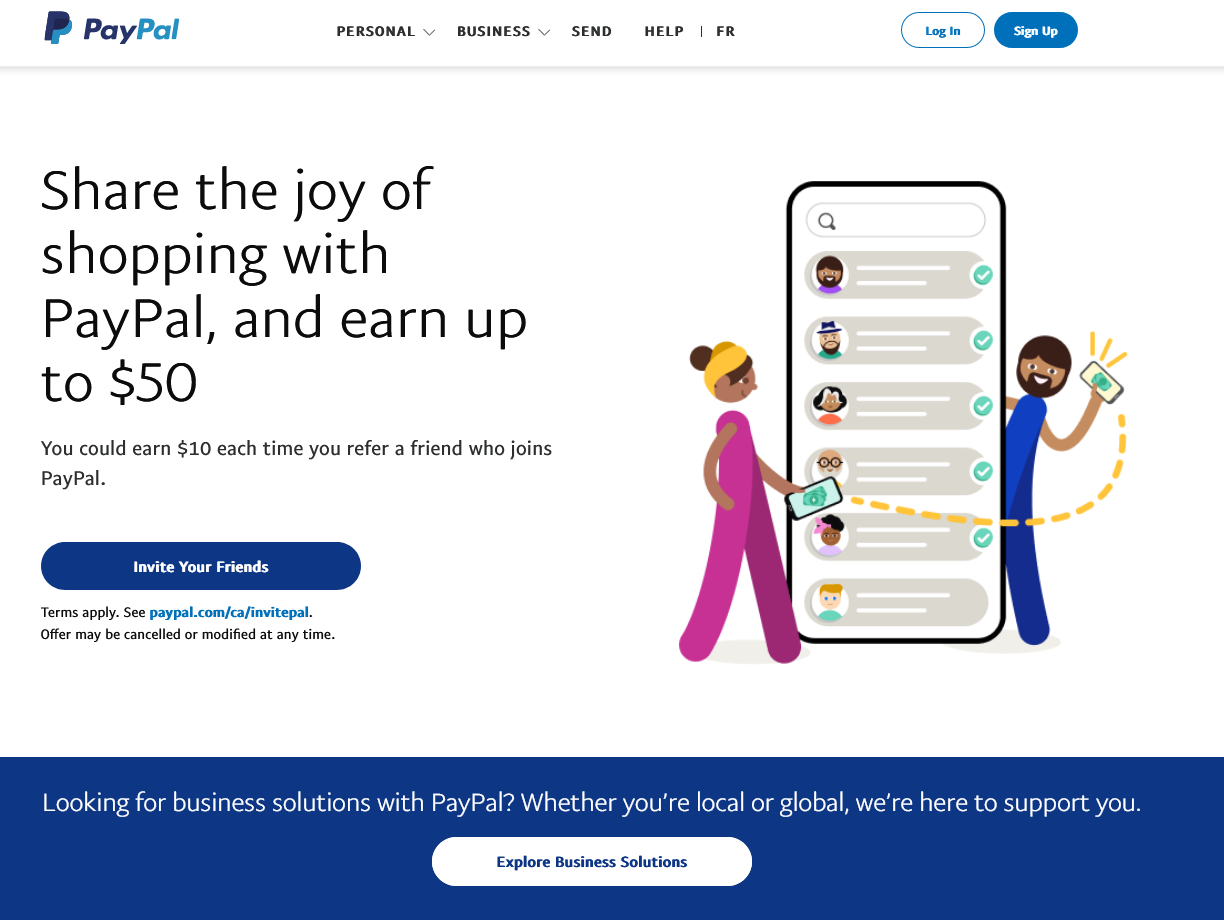 PayPal
PERSONAL
BUSINESS
SEND
HELP | FR
Log In
Sign Up
Share the joy of
shopping with
PayPal, and earn up
to $50
You could earn $10 each time you refer a friend who joins
PayPal.
Invite Your Friends
Terms apply. See paypal.com/ca/invitepal.
Offer may be cancelled or modified at any time.
Looking for business solutions with PayPal? Whether you’re local or global, we’re here to support you.
Explore Business Solutions